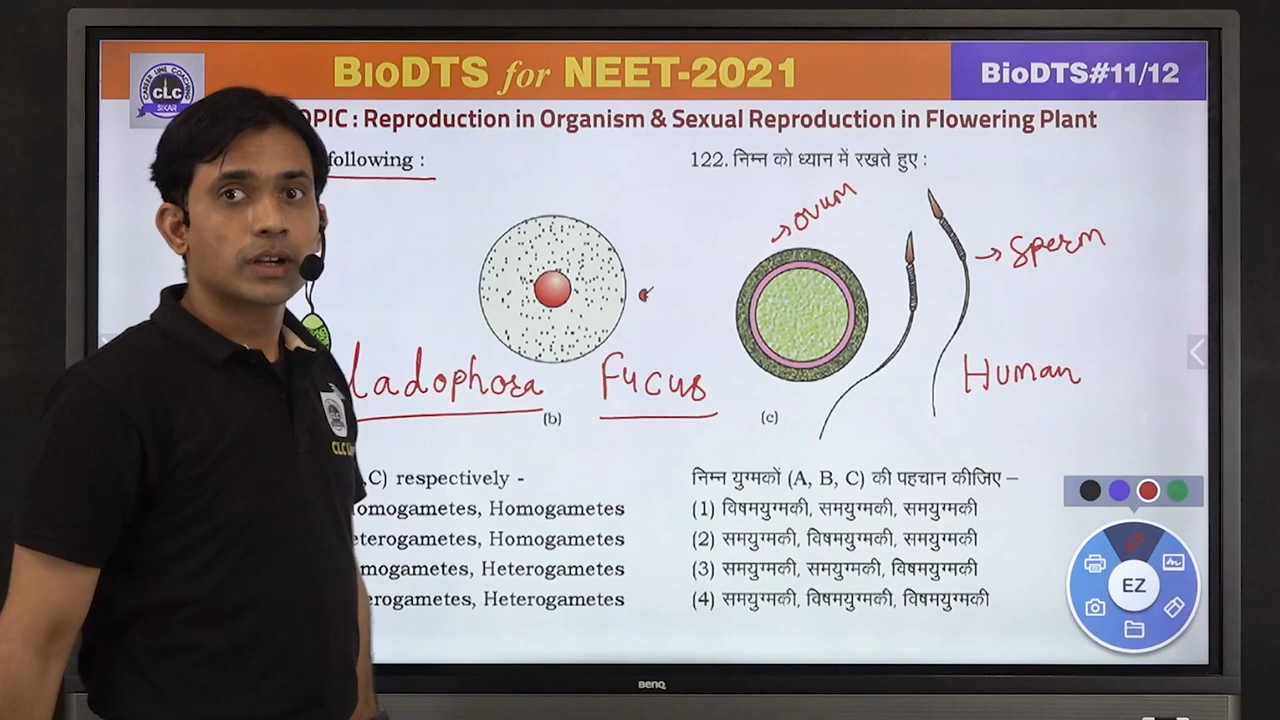 BIODTS for NEET-2021
BioDTS#11/12
CAREER LINE COACHING
CLC
SIKAR
OPIC : Reproduction in Organism & Sexual Reproduction in Flowering Plant
following :
122. निम्न को ध्यान में रखते हुए :
ovum
Sperm
ladophora
Fucus
Human
(b)
(c)
,C) respectively -
omogametes, Homogametes
eterogametes, Homogametes
mogametes, Heterogametes
erogametes, Heterogametes
निम्न युग्मकों (A, B, C) की पहचान कीजिए –
(1) विषमयुग्मकी, समयुग्मकी, समयुग्मकी
(2) समयुग्मकी, विषमयुग्मकी, समयुग्मकी
(3) समयुग्मकी, समयुग्मकी, विषमयुग्मकी
(4) समयुग्मकी, विषमयुग्मकी, विषमयुग्मकी
EZ
BenQ